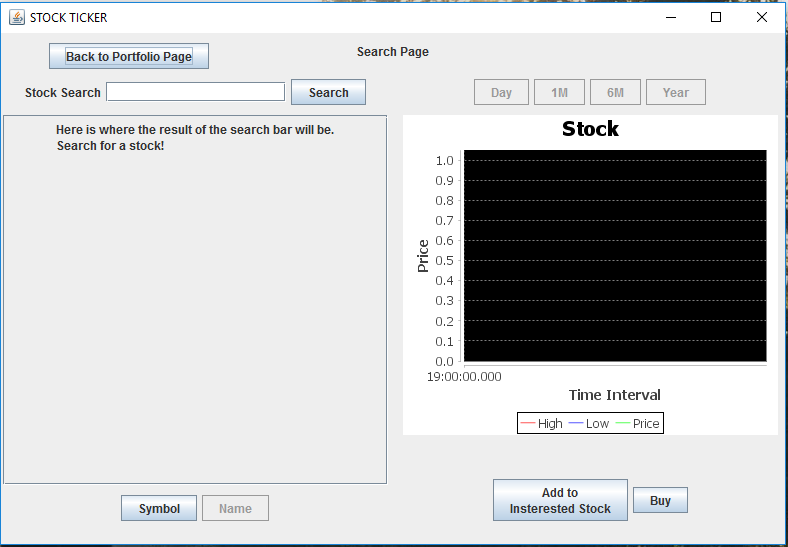 STOCK TICKER
Back to Portfolio Page
Search Page
Stock Search
Search
Day
1M
6M
Year
Here is where the result of the search bar will be.
Search for a stock!
Stock
Price
1.0
0.9
0.8
0.7
0.6
0.5
0.4
0.3
0.2
0.1
0.0
19:00:00.000
Time Interval
High Low Price
Symbol
Name
Add to
Insterested Stock
Buy